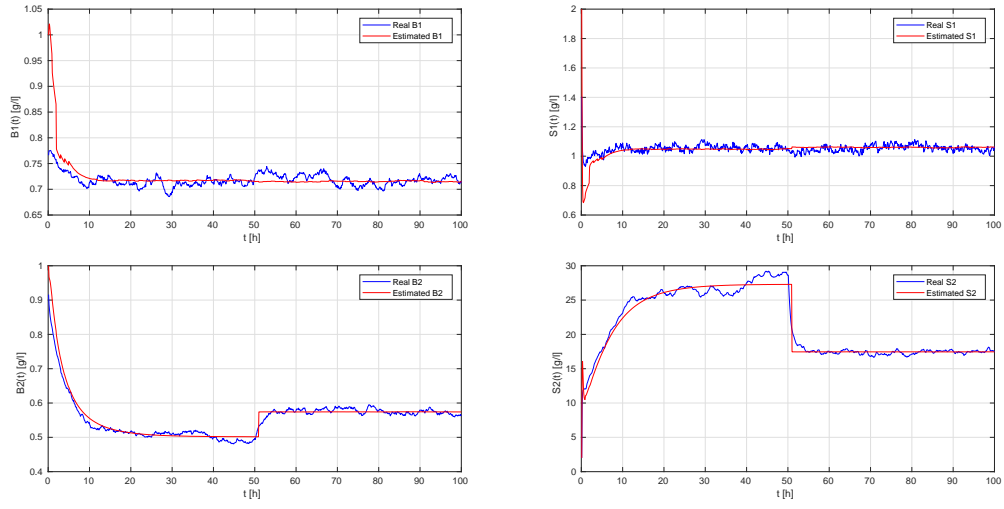 1.05
1
0.95
0.9
0.85
0.8
0.75
0.7
0.65
B1(t) [g/l]
Real B1
Estimated B1
0 10 20 30 40 50 60 70 80 90 100
t [h]
2
1.8
1.6
1.4
1.2
1
0.8
0.6
S1(t) [g/l]
Real S1
Estimated S1
0 10 20 30 40 50 60 70 80 90 100
t [h]
1
0.9
0.8
0.7
0.6
0.5
0.4
B2(t) [g/l]
Real B2
Estimated B2
0 10 20 30 40 50 60 70 80 90 100
t [h]
30
25
20
15
10
5
0
S2(t) [g/l]
Real S2
Estimated S2
0 10 20 30 40 50 60 70 80 90 100
t [h]